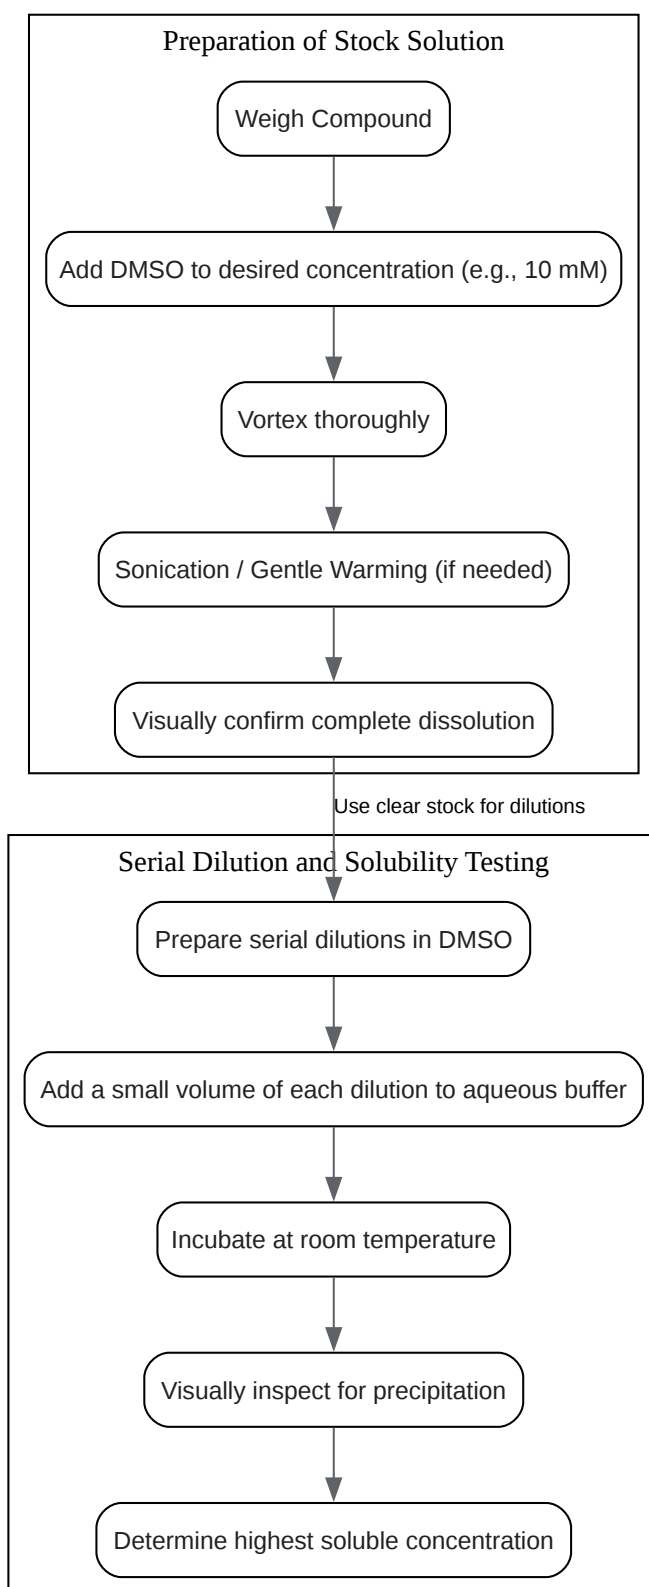 Preparation of Stock Solution
Weigh Compound
Add DMSO to desired concentration (e.g., 10 mM)
Vortex thoroughly
Sonication / Gentle Warming (if needed)
Visually confirm complete dissolution
Use clear stock for dilutions
Serial Dilution and Solubility Testing
Prepare serial dilutions in DMSO
Add a small volume of each dilution to aqueous buffer
Incubate at room temperature
Visually inspect for precipitation
Determine highest soluble concentration